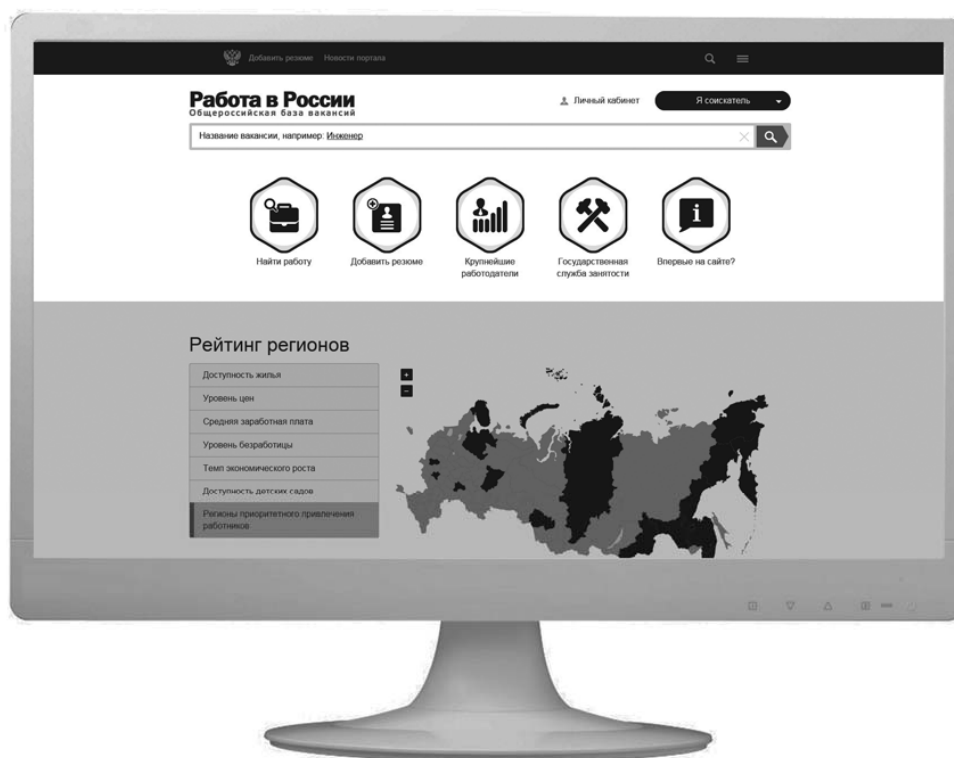 Добавить резюме Новости портала
Работа в России
Общероссийская база вакансий
Личный кабинет
Я соискатель
Название вакансии, например: Инженер
Найти работу
Добавить резюме
Крупнейшие
работодатели
Государственная
служба занятости
Впервые на сайте?
Рейтинг регионов
Доступность жилья
Уровень цен
Средняя заработная плата
Уровень безработицы
Темп экономического роста
Доступность детских садов
Регионы приоритетного привлечения
работников